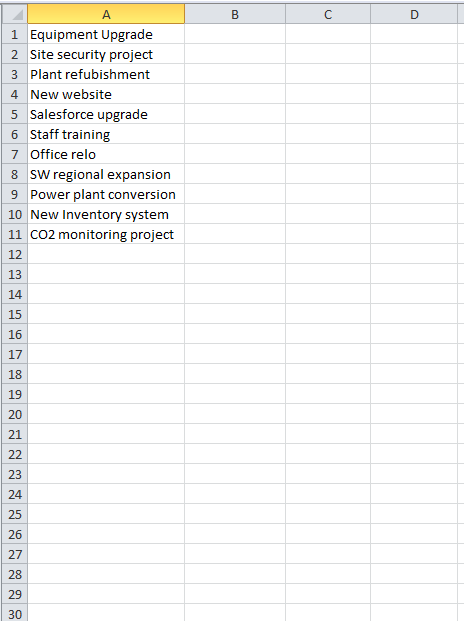 A B C D
1 Equipment Upgrade
2 Site security project
3 Plant refubishment
4 New website
5 Salesforce upgrade
6 Staff training
7 Office relo
8 SW regional expansion
9 Power plant conversion
10 New Inventory system
11 CO2 monitoring project
12
13
14
15
16
17
18
19
20
21
22
23
24
25
26
27
28
29
30